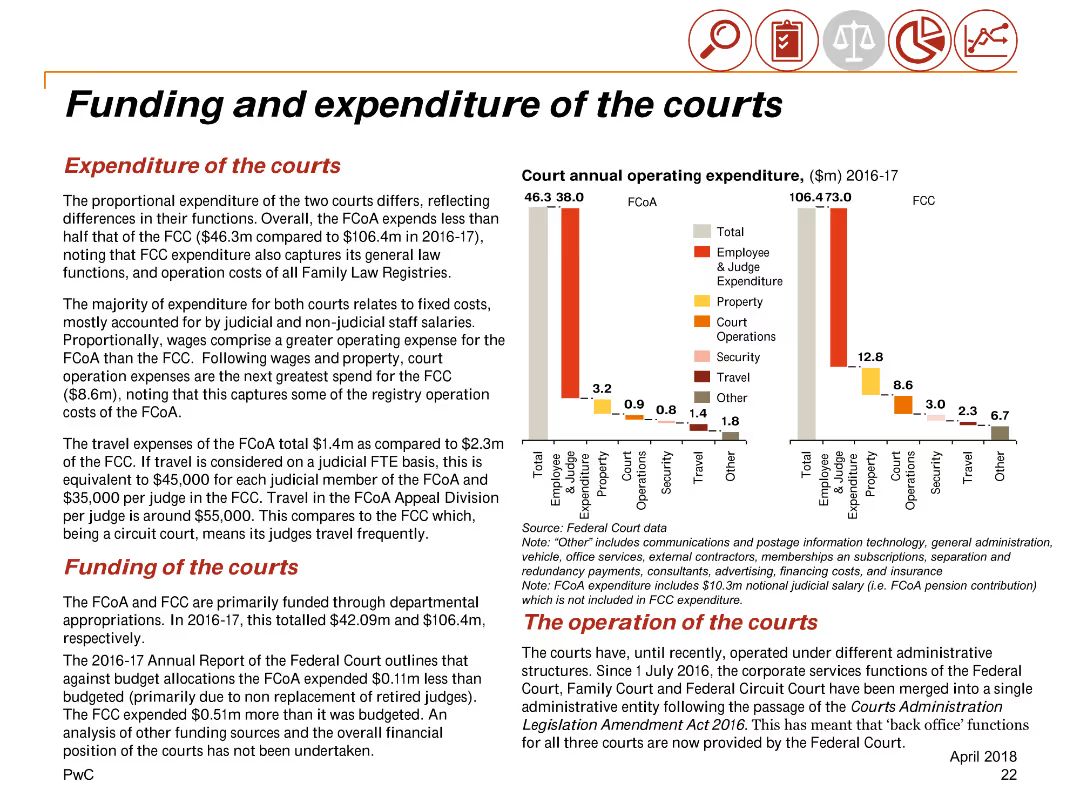 Funding and expenditure of the courts
Expenditure of the courts
The proportional expenditure of the two courts differs, reflecting
differences in their functions. Overall, the FCoA expends less than
half that of the FCC ($46.3m compared to $106.4m in 2016-17),
noting that FCC expenditure also captures its general law
functions, and operation costs of all Family Law Registries.
The majority of expenditure for both courts relates to fixed costs,
mostly accounted for by judicial and non-judicial staff salaries.
Proportionally, wages comprise a greater operating expense for the
FCoA than the FCC. Following wages and property, court
operation expenses are the next greatest spend for the FCC
($8.6m), noting that this captures some of the registry operation
costs of the FCoA.
The travel expenses of the FCoA total $1.4m as compared to $2.3m
of the FCC. If travel is considered on a judicial FTE basis, this is
equivalent to $45,000 for each judicial member of the FCoA and
$35,000 per judge in the FCC. Travel in the FCoA Appeal Division
per judge is around $55,000. This compares to the FCC which,
being a circuit court, means its judges travel frequently.
Funding of the courts
The FCoA and FCC are primarily funded through departmental
appropriations. In 2016-17, this totalled $42.09m and $106.4m,
respectively.
The 2016-17 Annual Report of the Federal Court outlines that
against budget allocations the FCoA expended $0.11m less than
budgeted (primarily due to non replacement of retired judges).
The FCC expended $0.51m more than it was budgeted. An
analysis of other funding sources and the overall financial
position of the courts has not been undertaken.
Court annual operating expenditure, ($m) 2016-17
46.3 38.0
FCoA
3.2
0.9
0.8
1.4
1.8
Total
Employee
& Judge
Expenditure
Property
Court
Operations
Security
Travel
Other
Total
Employee
& Judge
Expenditure
Property
Court
Operations
Security
Travel
Other
106.4 73.0
FCC
12.8
8.6
3.0
2.3
6.7
Total
Employee
& Judge
Expenditure
Property
Court
Operations
Security
Travel
Other
Source: Federal Court data
Note: "Other" includes communications and postage information technology, general administration,
vehicle, office services, external contractors, memberships an subscriptions, separation and
redundancy payments, consultants, advertising, financing costs, and insurance
Note: FCoA expenditure includes $10.3m notional judicial salary (i.e. FCoA pension contribution)
which is not included in FCC expenditure.
The operation of the courts
The courts have, until recently, operated under different administrative
structures. Since 1 July 2016, the corporate services functions of the Federal
Court, Family Court and Federal Circuit Court have been merged into a single
administrative entity following the passage of the Courts Administration
Legislation Amendment Act 2016. This has meant that ‘back office’ functions
for all three courts are now provided by the Federal Court.
PwC
April 2018
22